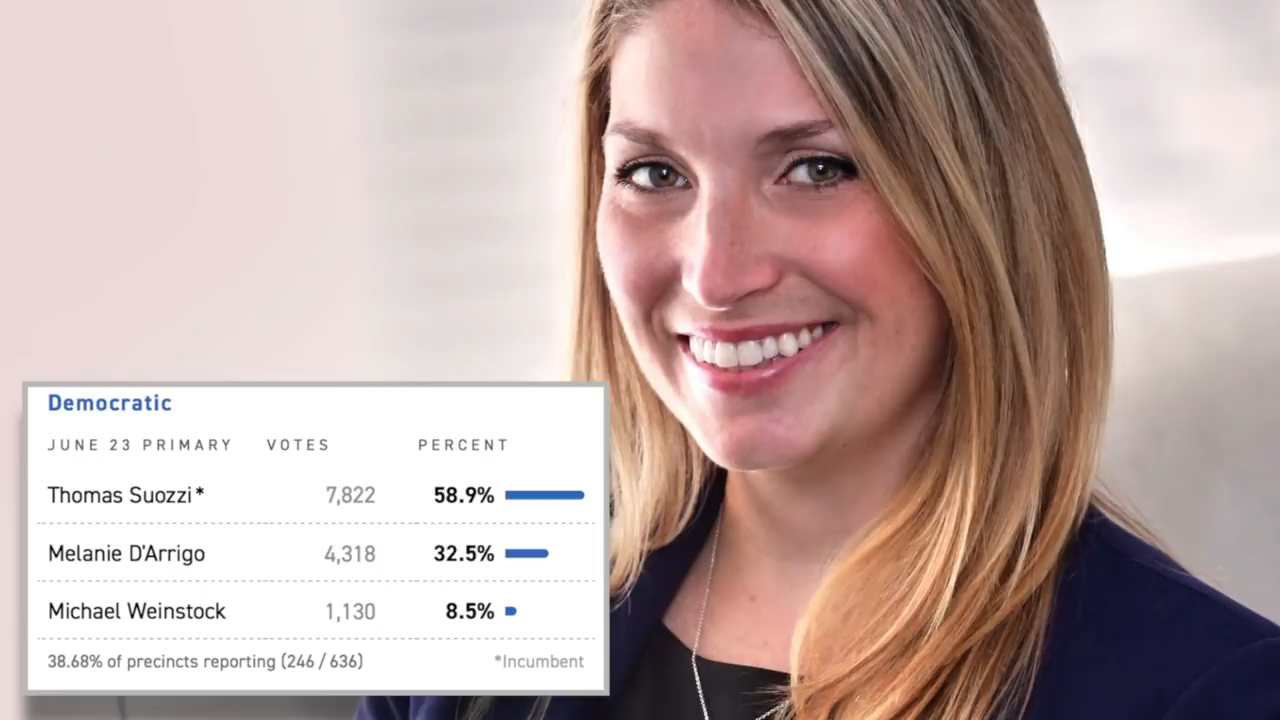 Democratic
JUNE 23 PRIMARY VOTES PERCENT
Thomas Suozzi* 7,822 58.9%
Melanie D'Arrigo 4,318 32.5%
Michael Weinstock 1,130 8.5%
38.68% of precincts reporting (246 / 636) *Incumbent